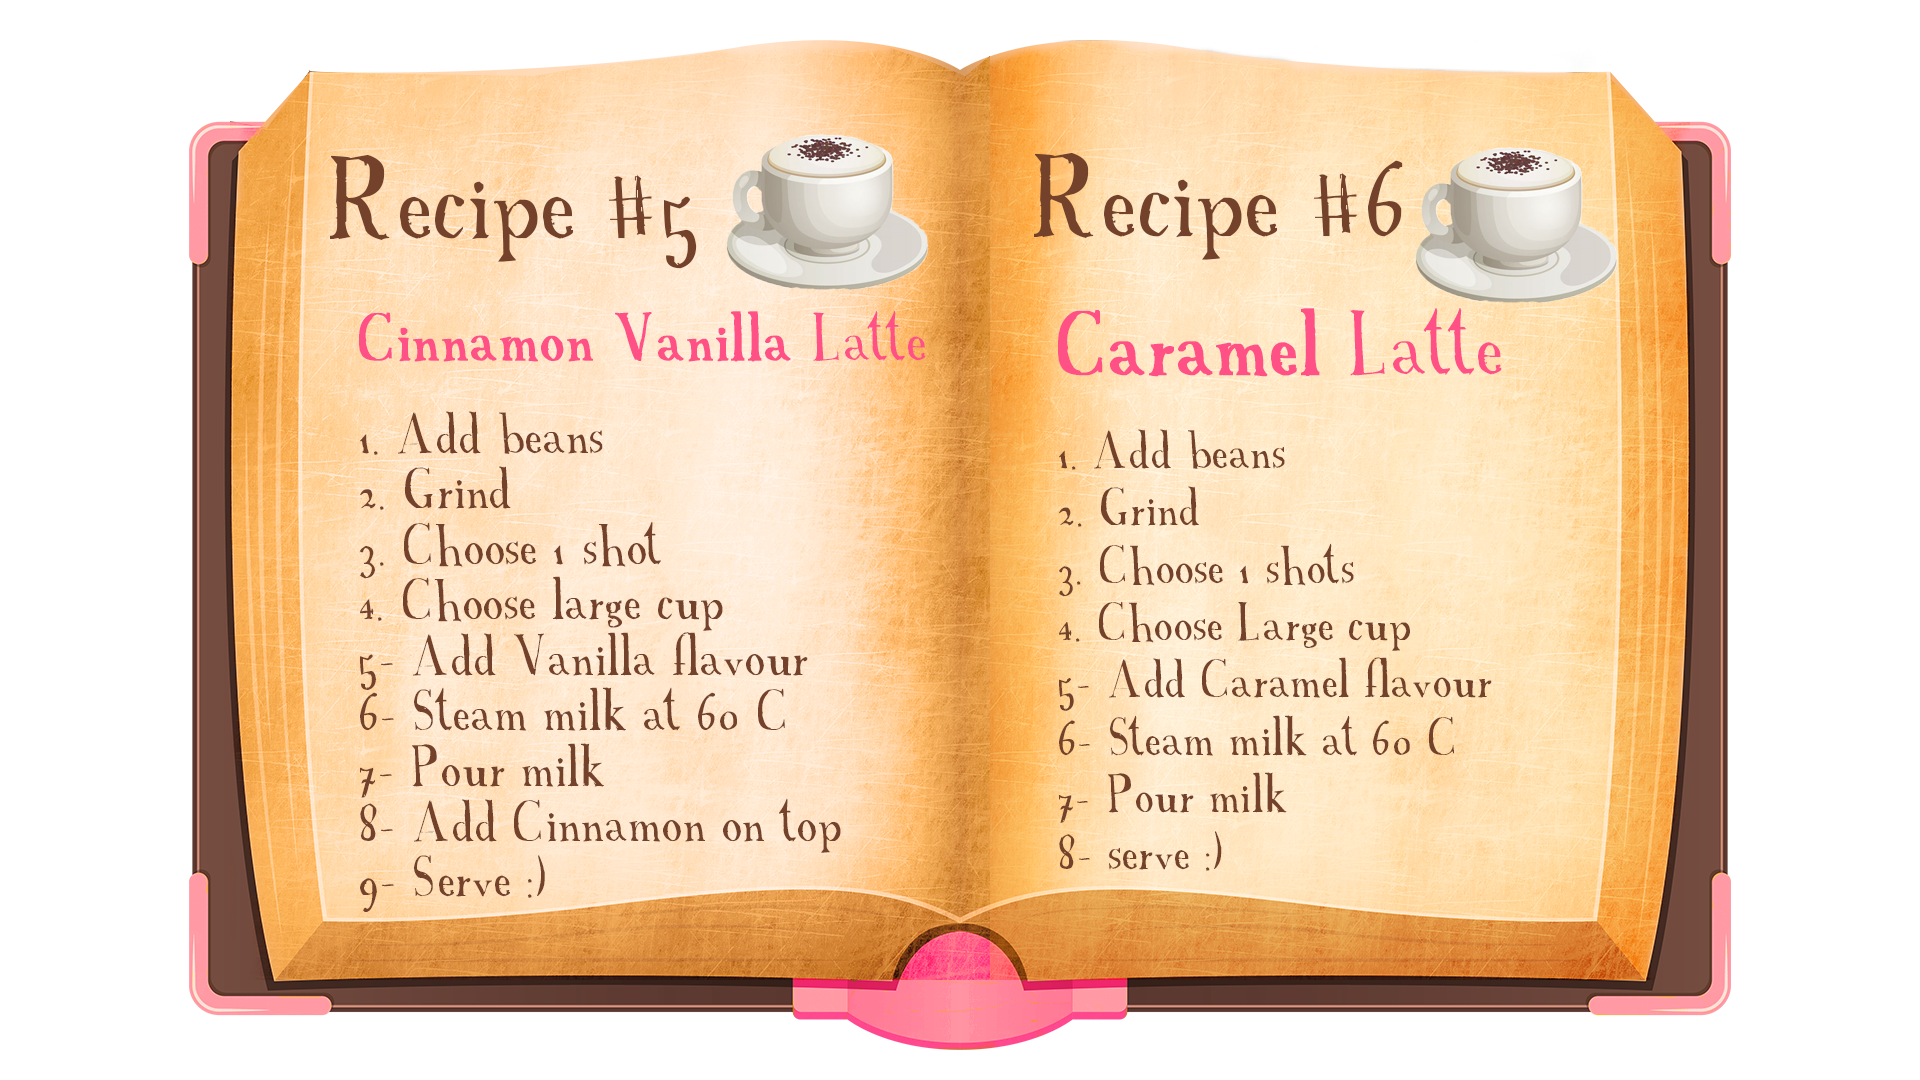 Recipe #5
Cinnamon Vanilla Latte
1. Add beans
2. Grind
3. Choose 1 shot
4. Choose large cup
5- Add Vanilla flavour
6- Steam milk at 60 C
7- Pour milk
8- Add Cinnamon on top
9- Serve :)
Recipe #6
Caramel Latte
1. Add beans
2. Grind
3. Choose 1 shots
4. Choose Large cup
5- Add Caramel flavour
6- Steam milk at 60 C
7- Pour milk
8- serve :)